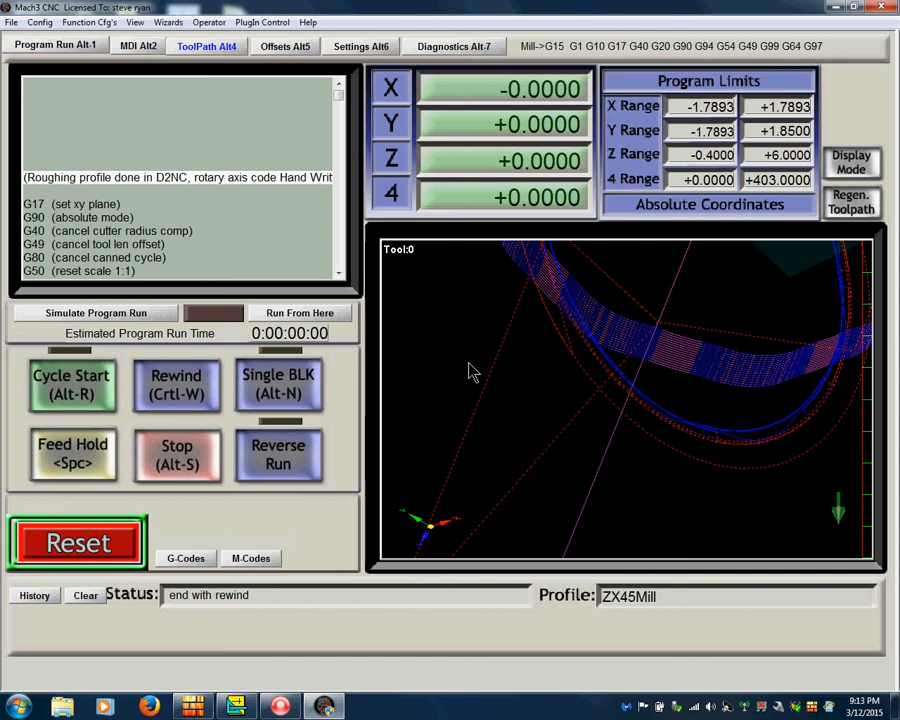 Mach3 CNC Licensed To: steve ryan
File Config Function Cfg's View Wizards Operator PlugIn Control Help
Program Run Alt-1 MDI Alt2 ToolPath Alt4 Offsets Alt5 Settings Alt6 Diagnostics Alt-7 Mill->G15 G1 G10 G17 G40 G20 G90 G94 G54 G49 G99 G64 G97
(Roughing profile done in D2NC, rotary axis code Hand Writ
G17 (set xy plane)
G90 (absolute mode)
G40 (cancel cutter radius comp)
G49 (cancel tool len offset)
G80 (cancel canned cycle)
G50 (reset scale 1:1)
X -0.0000
Y +0.0000
Z +0.0000
4 +0.0000
Program Limits
X Range -1.7893 +1.7893
Y Range -1.7893 +1.8500
Z Range -0.4000 +6.0000
4 Range +0.0000 +403.0000
Absolute Coordinates
Display
Mode
Regen.
Toolpath
Tool:0
Simulate Program Run Run From Here
Estimated Program Run Time 0:00:00:00
Cycle Start
(Alt-R)
Rewind
(Crtl-W)
Single BLK
(Alt-N)
Feed Hold
<Spc>
Stop
(Alt-S)
Reverse
Run
Reset
G-Codes M-Codes
History Clear Status: end with rewind Profile: ZX45Mill
9:13 PM
3/12/2015